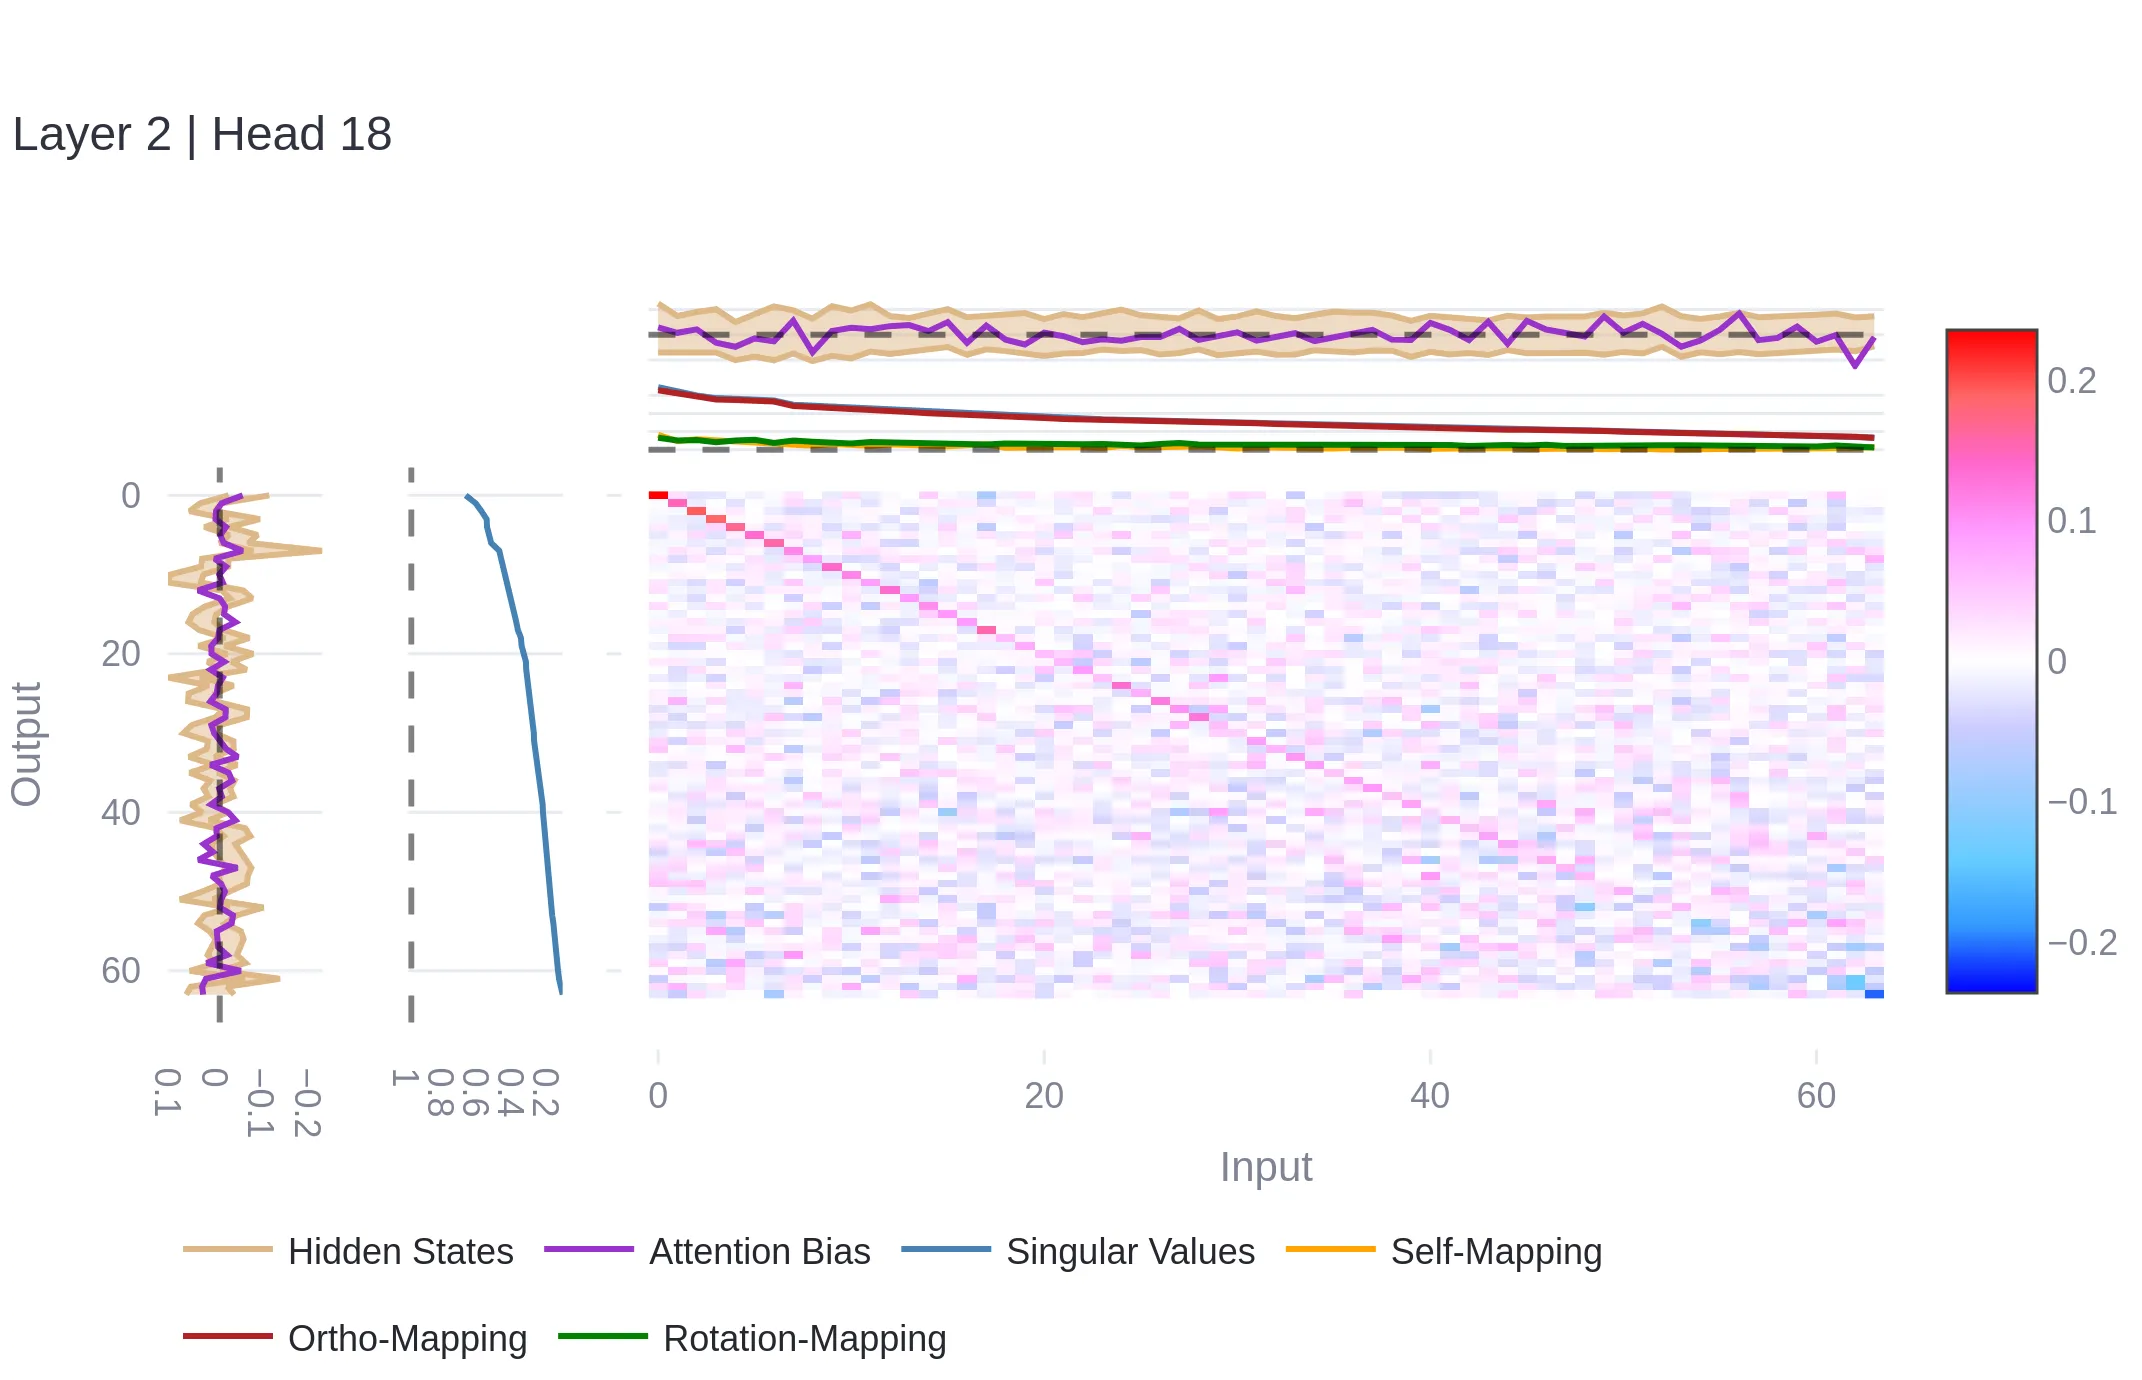 Layer 2 | Head 18
0
20
40
60
Output
0.1
0
−0.1
−0.2
1
0.8
0.6
0.4
0.2
0
20
40
60
Input
0.2
0.1
0
−0.1
−0.2
Hidden States
Attention Bias
Singular Values
Self-Mapping
Ortho-Mapping
Rotation-Mapping